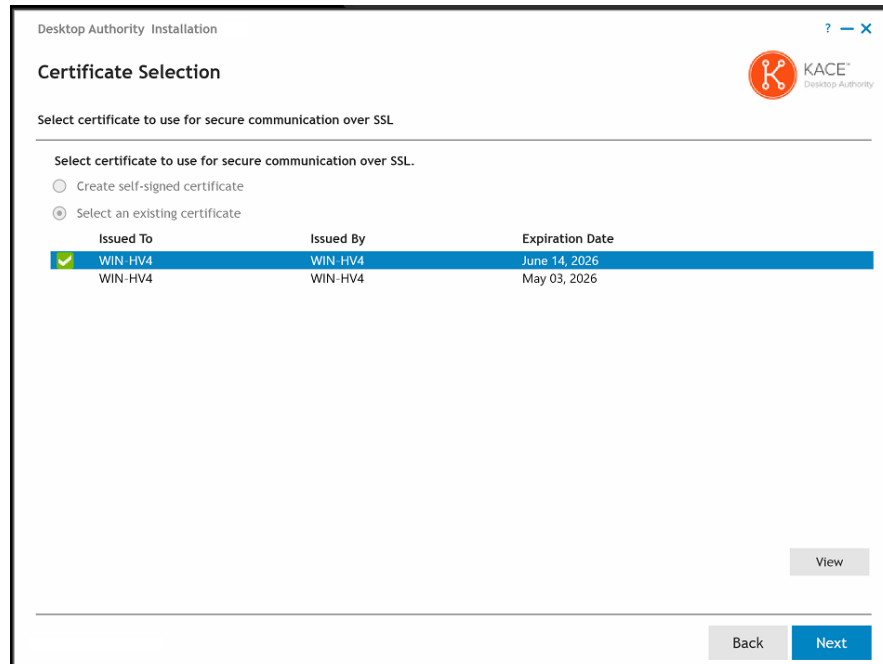 Desktop Authority Installation
?
Certificate Selection
KACE™
Desktop Authority
Select certificate to use for secure communication over SSL
Select certificate to use for secure communication over SSL.
Create self-signed certificate
Select an existing certificate
Issued To Issued By Expiration Date
WIN-HV4 WIN-HV4 June 14, 2026
WIN-HV4 WIN-HV4 May 03, 2026
View
Back Next